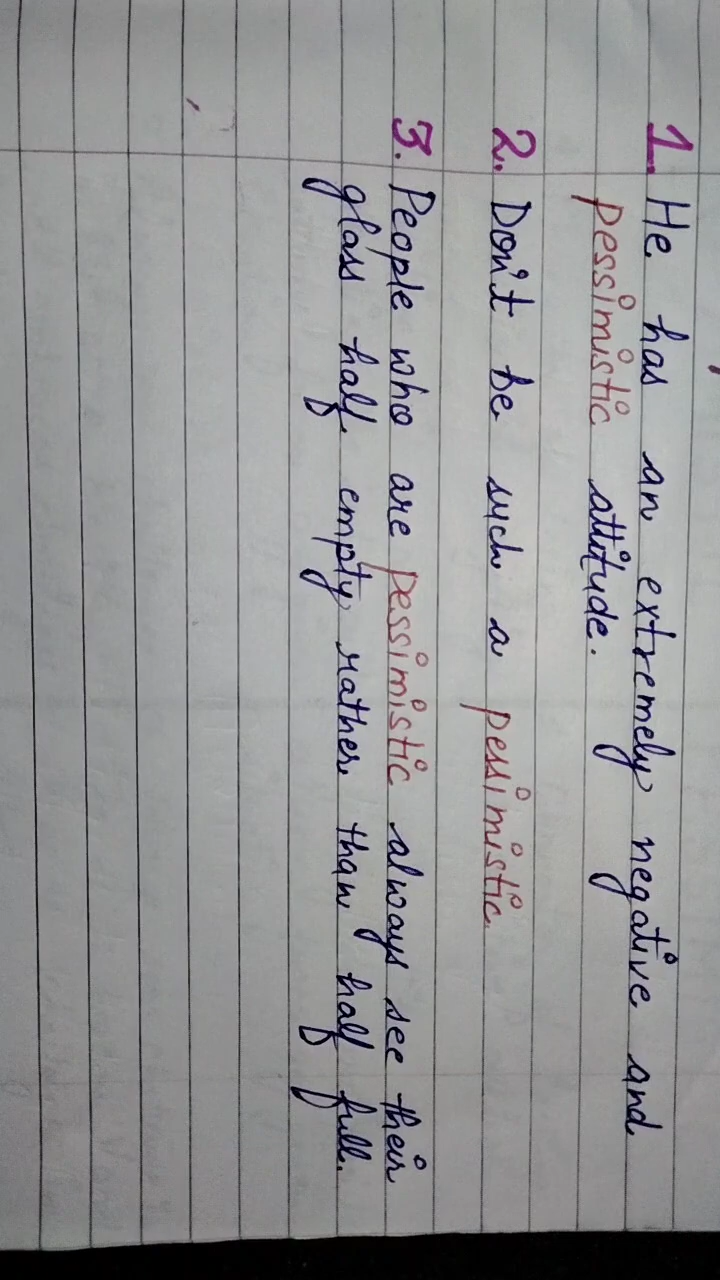 1. He has an extremely negative and
pessimistic attitude.
2. Don't be such a pessimistic.
3. People who are pessimistic always see their
glass half empty rather than half full.